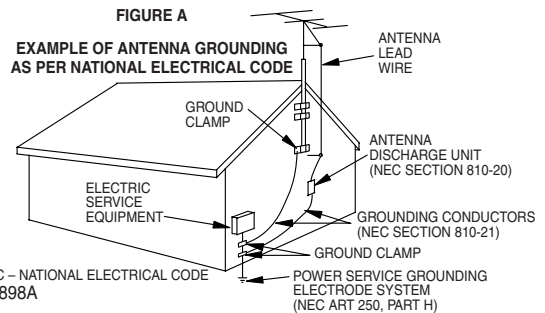 FIGURE A
EXAMPLE OF ANTENNA GROUNDING
AS PER NATIONAL ELECTRICAL CODE
ANTENNA
LEAD
WIRE
GROUND
CLAMP
ANTENNA
DISCHARGE UNIT
(NEC SECTION 810-20)
ELECTRIC
SERVICE
EQUIPMENT
GROUNDING CONDUCTORS
(NEC SECTION 810-21)
GROUND CLAMP
C – NATIONAL ELECTRICAL CODE
898A
POWER SERVICE GROUNDING
ELECTRODE SYSTEM
(NEC ART 250, PART H)